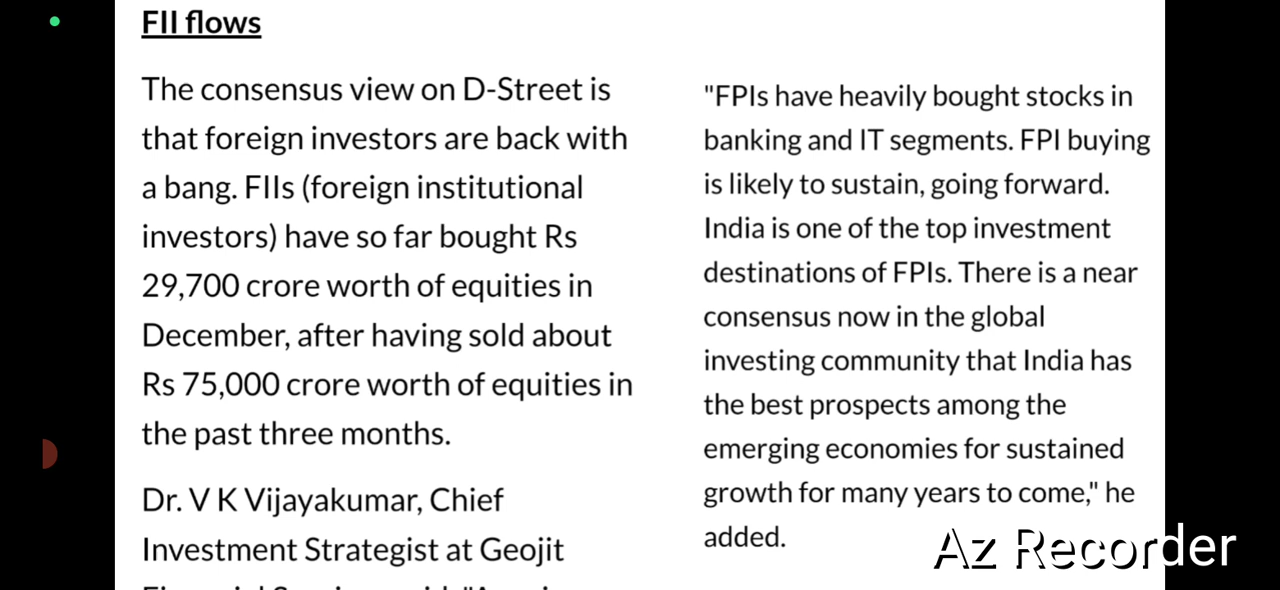 FII flows
The consensus view on D-Street is
that foreign investors are back with
a bang. FIIs (foreign institutional
investors) have so far bought Rs
29,700 crore worth of equities in
December, after having sold about
Rs 75,000 crore worth of equities in
the past three months.
Dr. V K Vijayakumar, Chief
Investment Strategist at Geojit
"FPIs have heavily bought stocks in
banking and IT segments. FPI buying
is likely to sustain, going forward.
India is one of the top investment
destinations of FPIs. There is a near
consensus now in the global
investing community that India has
the best prospects among the
emerging economies for sustained
growth for many years to come," he
added.
Az Recorder